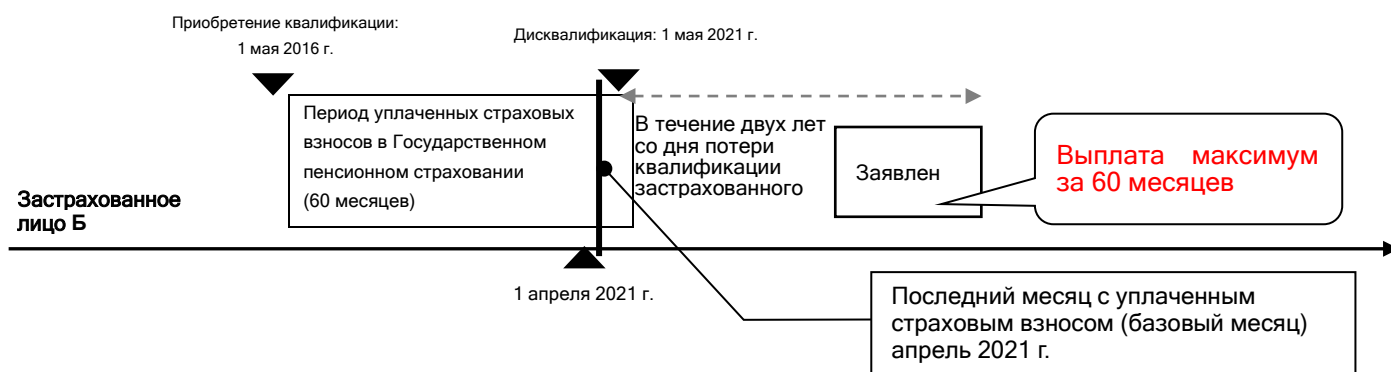 Приобретение квалификации:
1 мая 2016 г.
Дисквалификация: 1 мая 2021 г.
Период уплаченных страховых
взносов в Государственном
пенсионном страховании
(60 месяцев)
В течение двух лет
со дня потери
квалификации
застрахованного
Заявлен
Выплата максимум
за 60 месяцев
Застрахованное
лицо Б
1 апреля 2021 г.
Последний месяц с уплаченным
страховым взносом (базовый месяц)
апрель 2021 г.